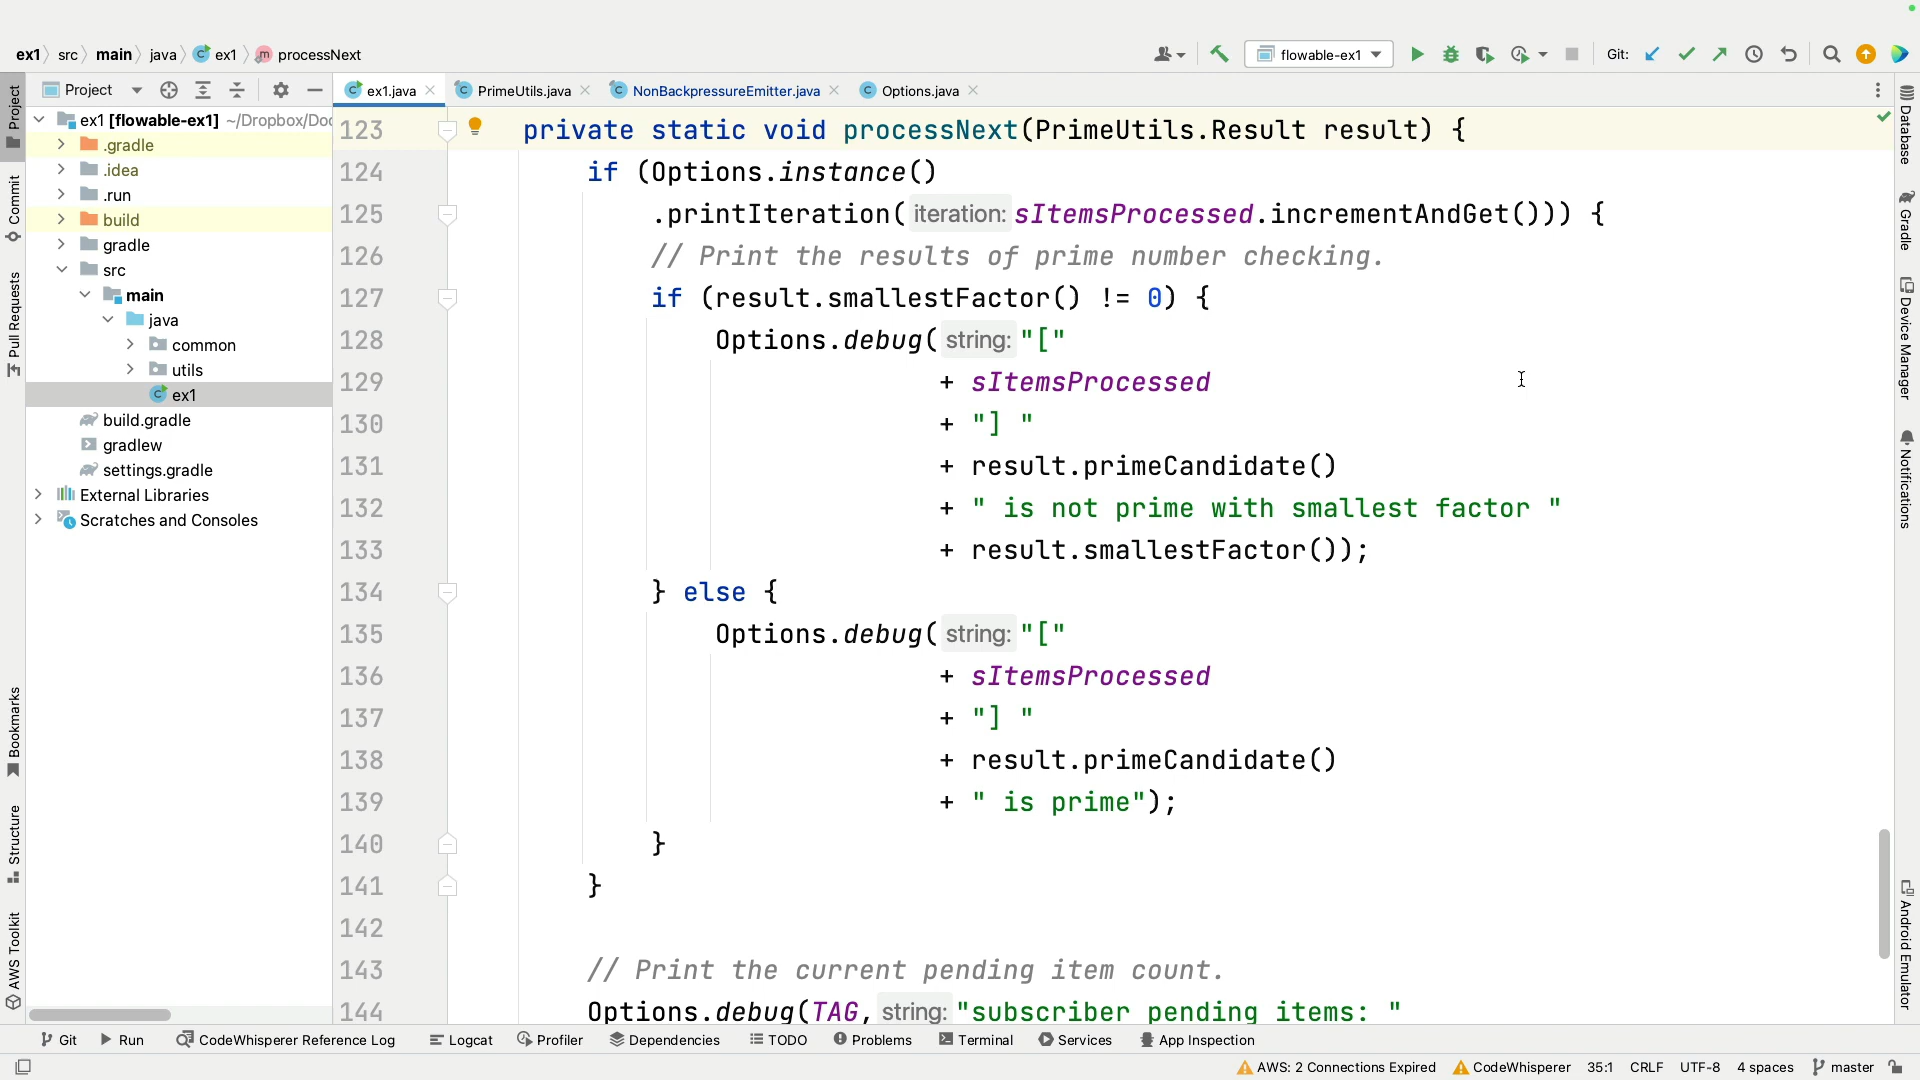 ex1 src main java ex1 processNext
flowable-ex1
Git:
Project
ex1.java
PrimeUtils.java
NonBackpressureEmitter.java
Options.java
Project
Commit
Pull Requests
Bookmarks
Structure
AWS Toolkit
ex1 [flowable-ex1] ~/Dropbox/Doc
.gradle
.idea
.run
build
gradle
src
main
java
common
utils
ex1
build.gradle
gradlew
settings.gradle
External Libraries
Scratches and Consoles
123 private static void processNext(PrimeUtils.Result result) {
124 if (Options.instance()
125 .printIteration( iteration: sItemsProcessed.incrementAndGet())) {
126 // Print the results of prime number checking.
127 if (result.smallestFactor() != 0) {
128 Options.debug( string: "["
129 + sItemsProcessed
130 + "] "
131 + result.primeCandidate()
132 + " is not prime with smallest factor "
133 + result.smallestFactor());
134 } else {
135 Options.debug( string: "["
136 + sItemsProcessed
137 + "] "
138 + result.primeCandidate()
139 + " is prime");
140 }
141 }
142
143 // Print the current pending item count.
144 Options.debug(TAG, string: "subscriber pending items: "
Database
Gradle
Device Manager
Notifications
Android Emulator
Git Run CodeWhisperer Reference Log Logcat Profiler Dependencies TODO Problems Terminal Services App Inspection
AWS: 2 Connections Expired CodeWhisperer 35:1 CRLF UTF-8 4 spaces master